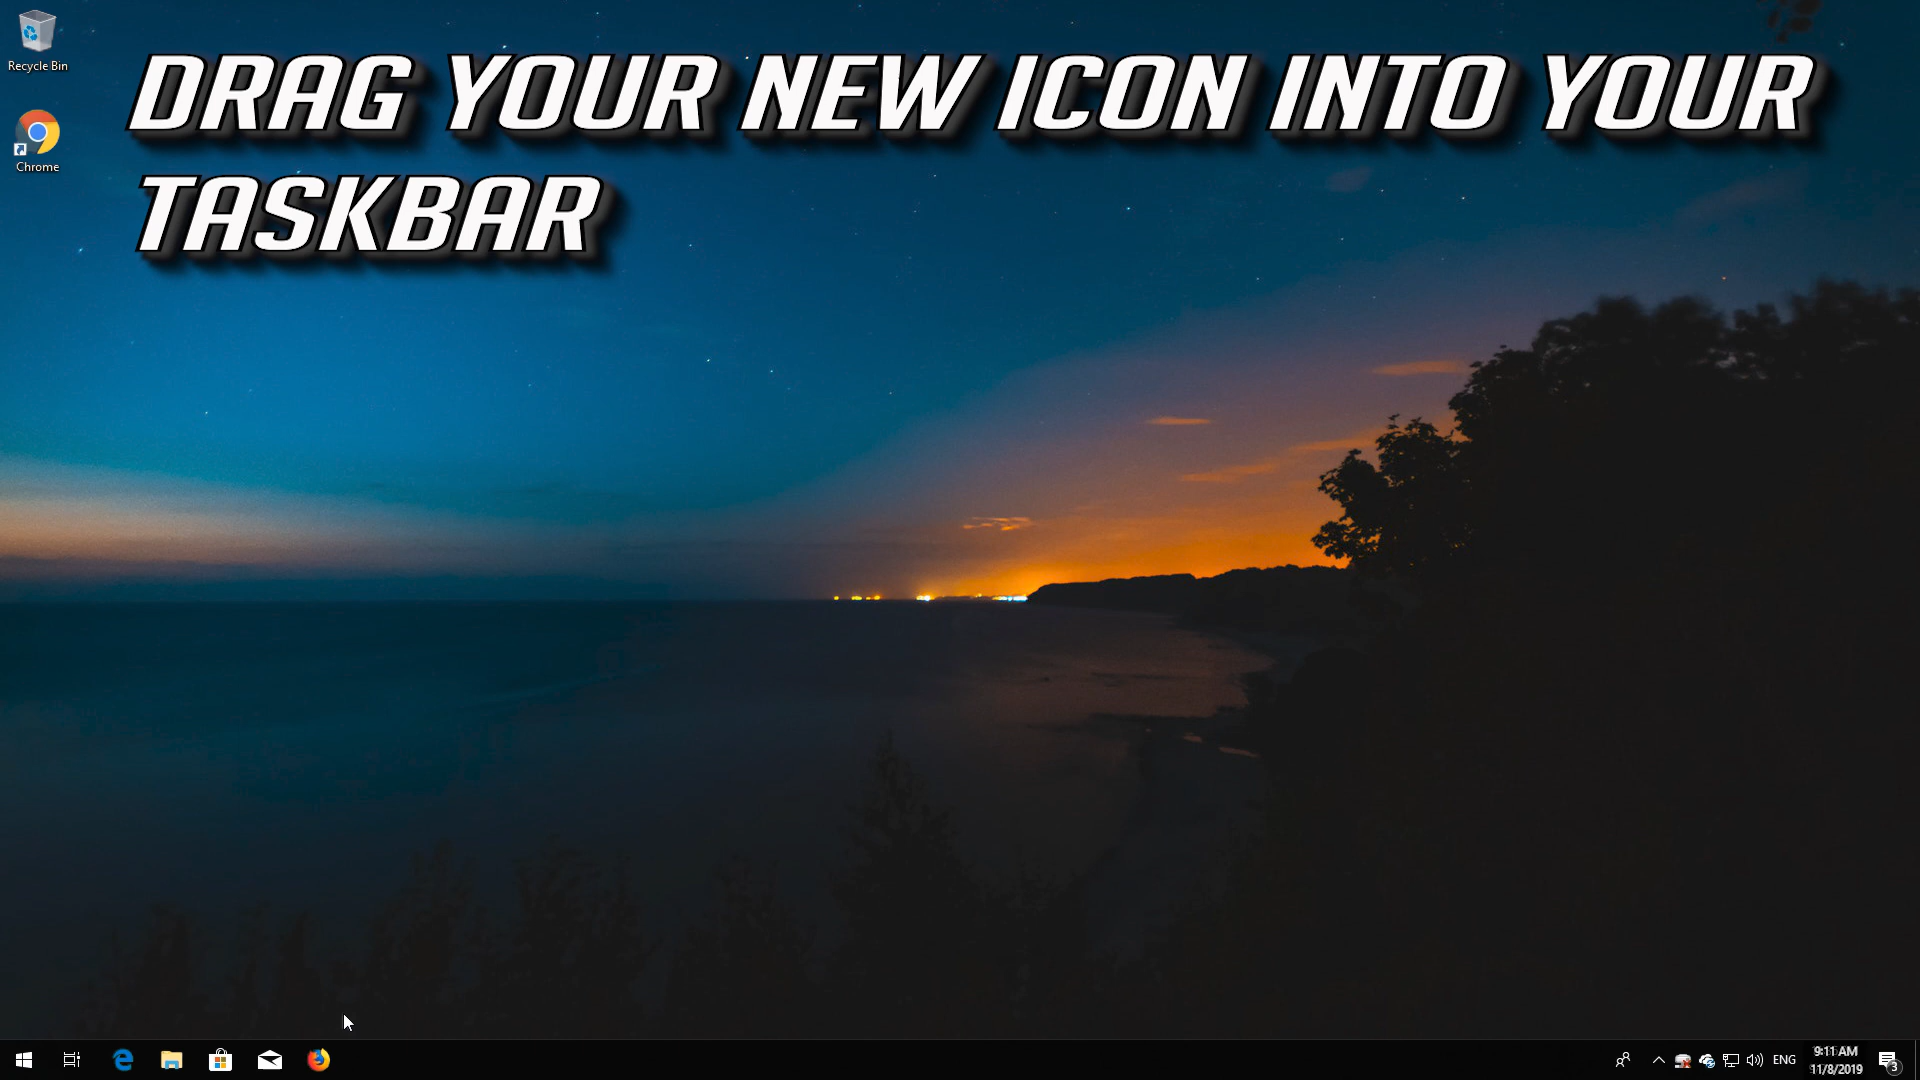 Recycle Bin
DRAG YOUR NEW ICON INTO YOUR
TASKBAR
Chrome
ENG
9:11 AM
11/8/2019
3